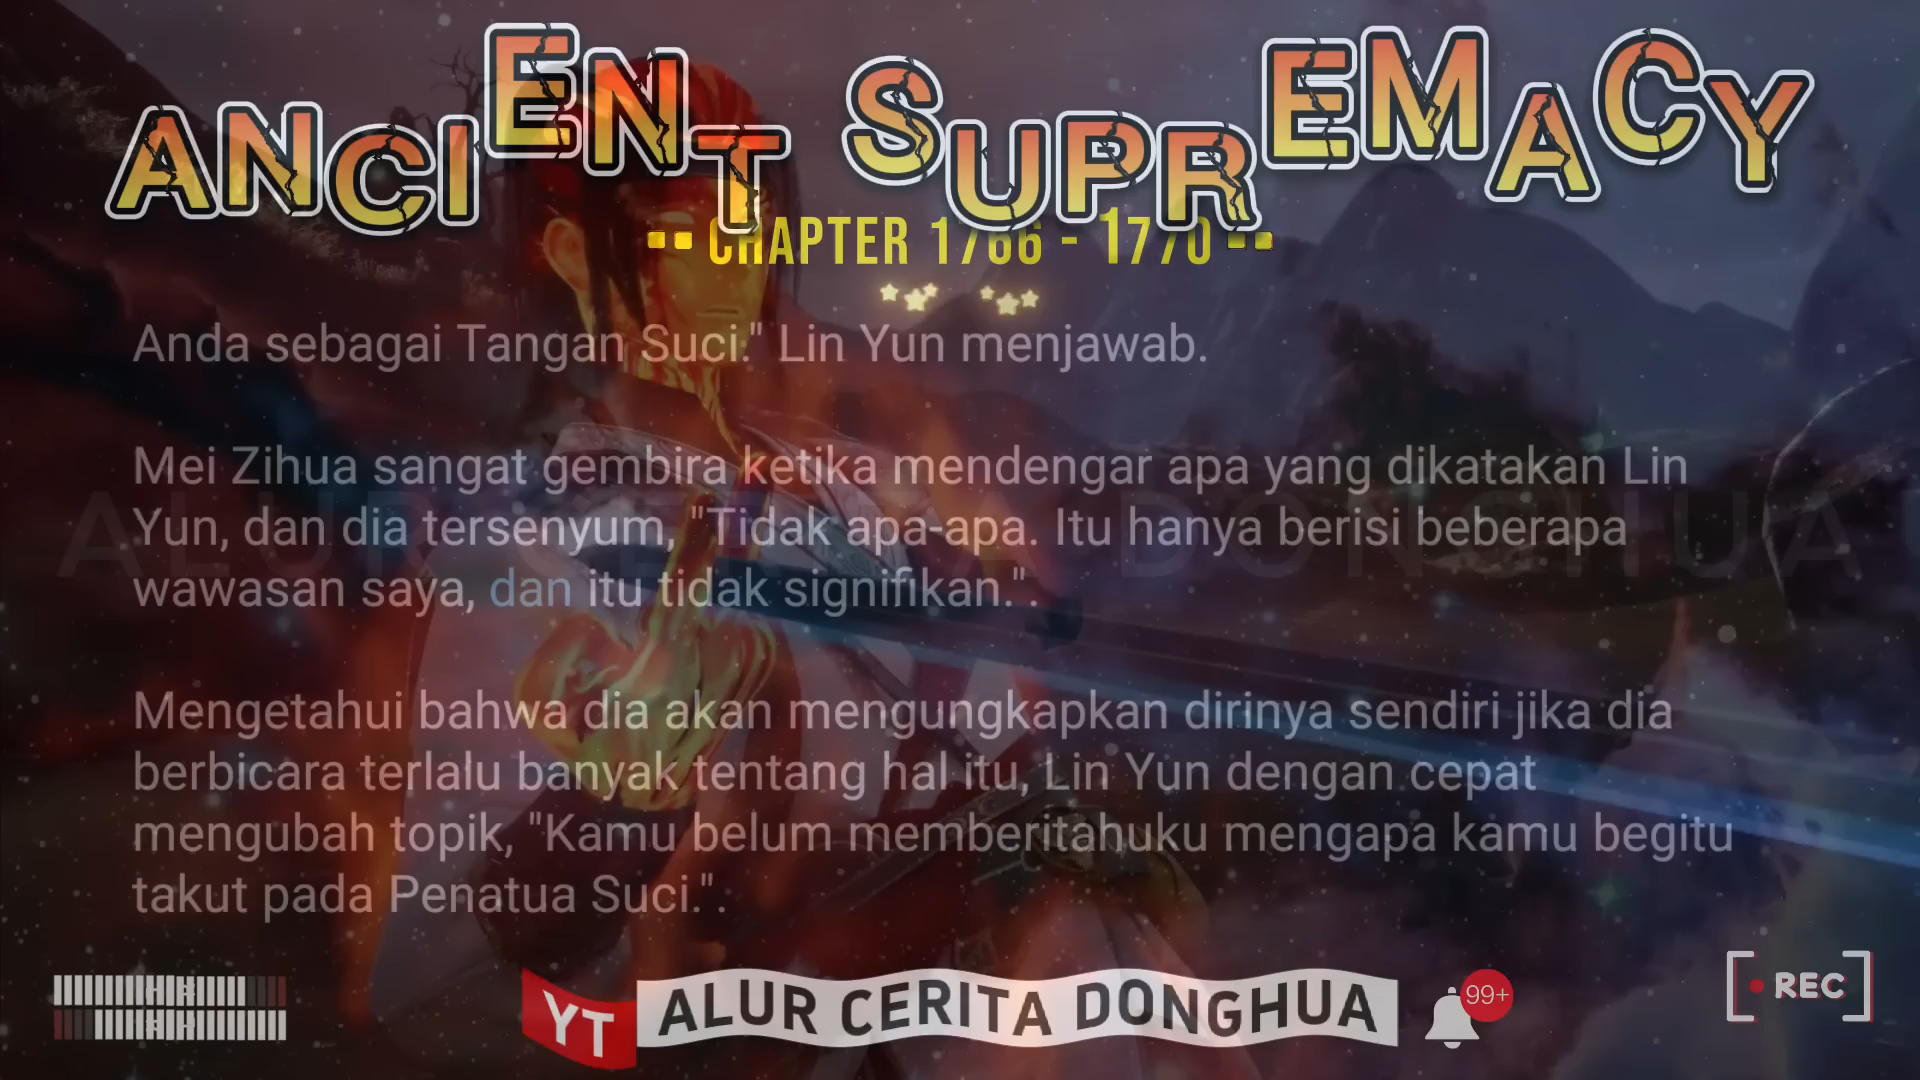 ANCIENT SUPREMACY
CHAPTER 1766 - 1770
Anda sebagai Tangan Suci." Lin Yun menjawab.
Mei Zihua sangat gembira ketika mendengar apa yang dikatakan Lin
Yun, dan dia tersenyum, "Tidak apa-apa. Itu hanya berisi beberapa
wawasan saya, dan itu tidak signifikan.".
Mengetahui bahwa dia akan mengungkapkan dirinya sendiri jika dia
berbicara terlalu banyak tentang hal itu, Lin Yun dengan cepat
mengubah topik, "Kamu belum memberitahuku mengapa kamu begitu
takut pada Penatua Suci.".
YT ALUR CERITA DONGHUA
99+
REC